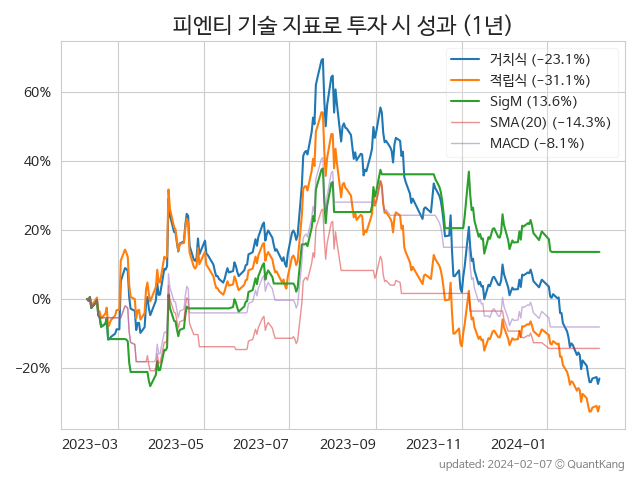 피엔티 기술 지표로 투자 시 성과 (1년)
거치식 (−23.1%)
적립식 (−31.1%)
SigM (13.6%)
SMA(20) (−14.3%)
MACD (−8.1%)
60%
40%
20%
0%
−20%
2023-03 2023-05 2023-07 2023-09 2023-11 2024-01
updated: 2024-02-07 © QuantKang